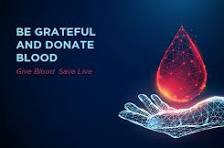 BE GRATEFUL
AND DONATE
BLOOD
Give Blood Save Live